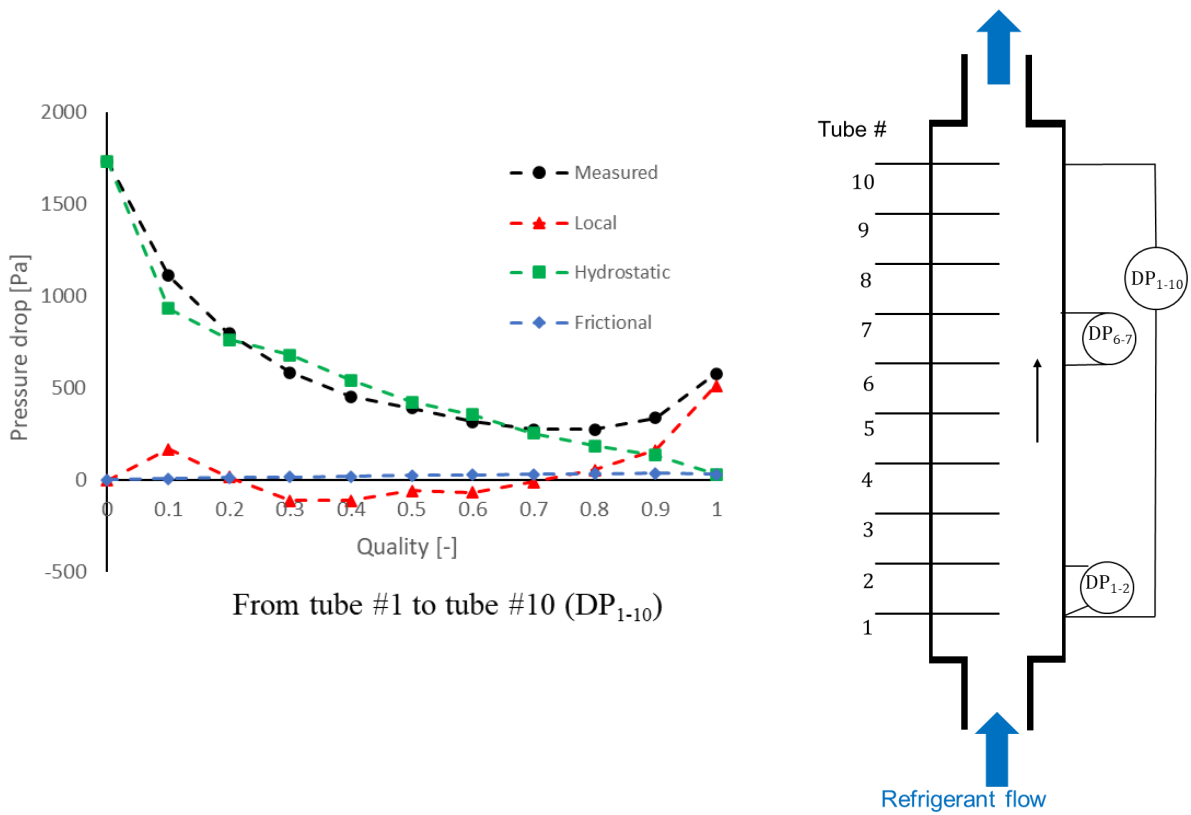 2000
1500
1000
500
0
-500
Pressure drop [Pa]
0 0.1 0.2 0.3 0.4 0.5 0.6 0.7 0.8 0.9 1
Quality [-]
Measured
Local
Hydrostatic
Frictional
From tube #1 to tube #10 (DP1-10)
Tube #
10
9
8
7
6
5
4
3
2
1
DP1-10
DP6-7
DP1-2
Refrigerant flow